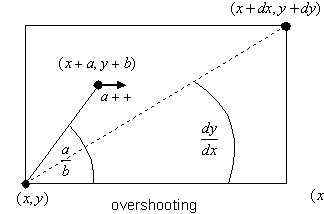 (x+dx, y+dy)
(x+a, y+b)
a++
a
b
dy
dx
(x,y)
overshooting
(x